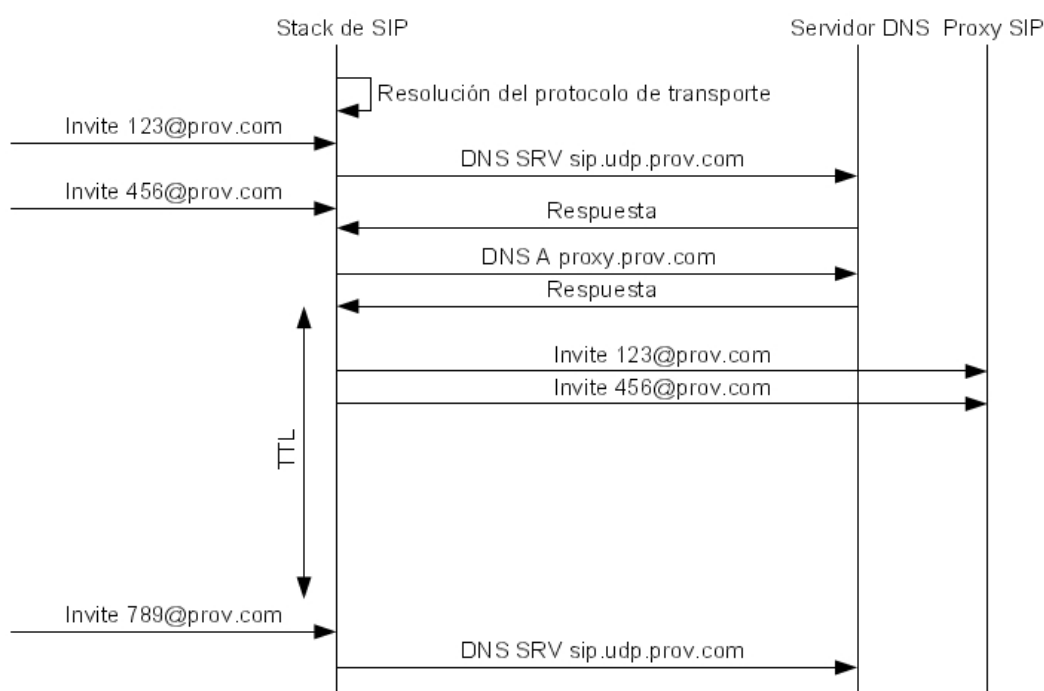 Stack de SIP
Servidor DNS
Proxy SIP
Resolución del protocolo de transporte
Invite 123@prov.com
DNS SRV sip.udp.prov.com
Invite 456@prov.com
Respuesta
DNS A proxy.prov.com
Respuesta
Invite 123@prov.com
Invite 456@prov.com
TTL
Invite 789@prov.com
DNS SRV sip.udp.prov.com